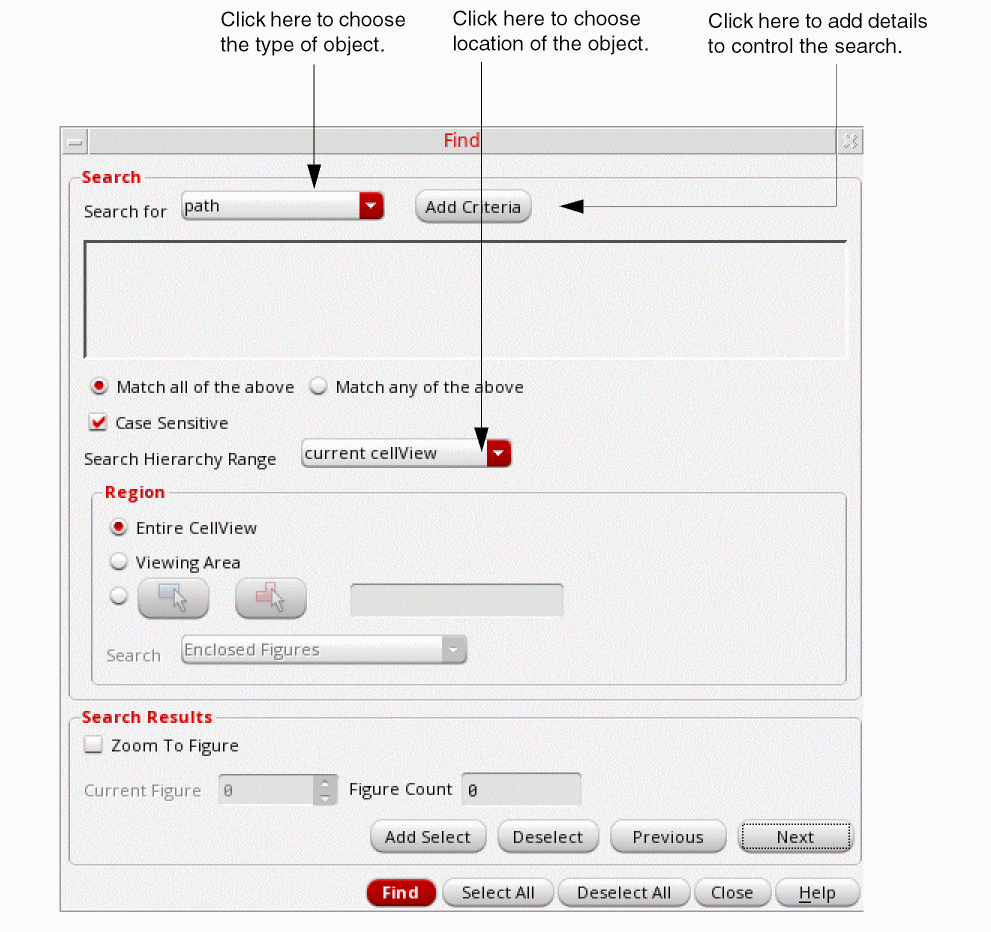 Click here to choose
the type of object.
Click here to choose
location of the object.
Click here to add details
to control the search.
Find
Search
Search for path Add Criteria
Match all of the above Match any of the above
Case Sensitive
Search Hierarchy Range current cellView
Region
Entire CellView
Viewing Area
Search Enclosed Figures
Search Results
Zoom To Figure
Current Figure 0 Figure Count 0
Add Select Deselect Previous Next
Find Select All Deselect All Close Help